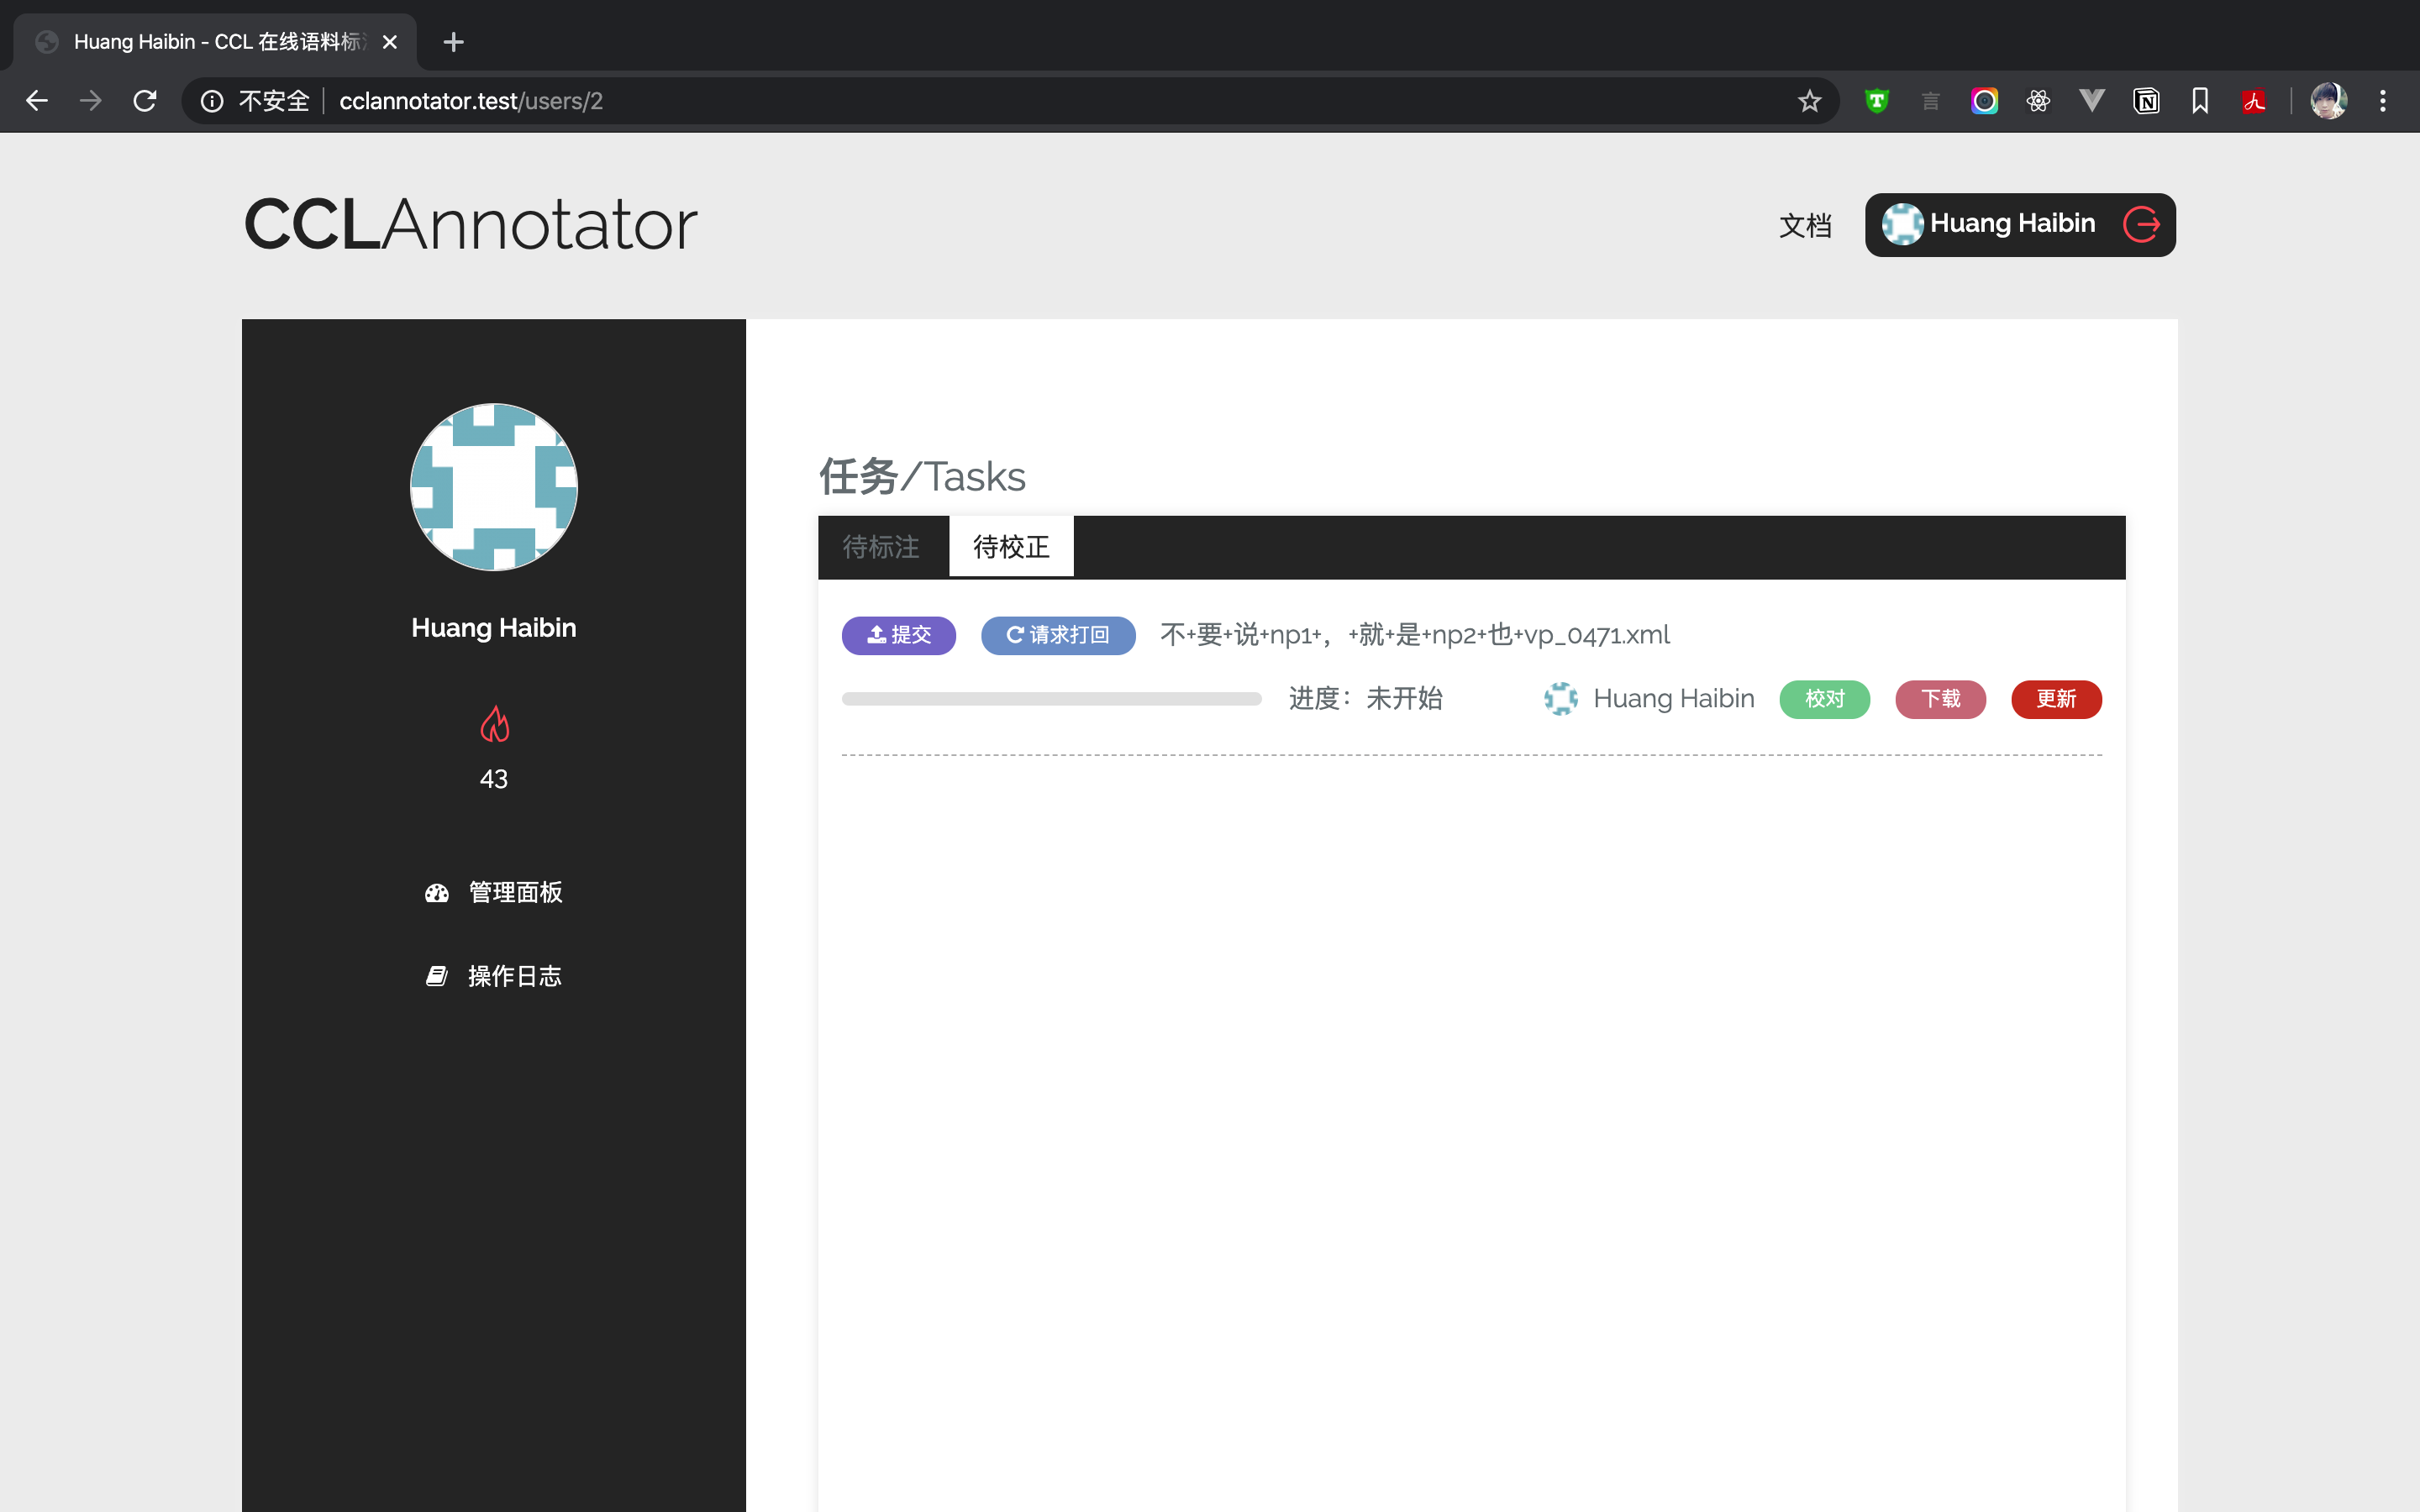 Huang Haibin - CCL 在线语料标
不安全 cclannotator.test/users/2
CCLAnnotator
文档
Huang Haibin
Huang Haibin
43
管理面板
操作日志
任务/Tasks
待标注 待校正
提交 请求打回 不+要+说+np1+，+就+是+np2+也+vp_0471.xml
进度：未开始 Huang Haibin 校对 下载 更新